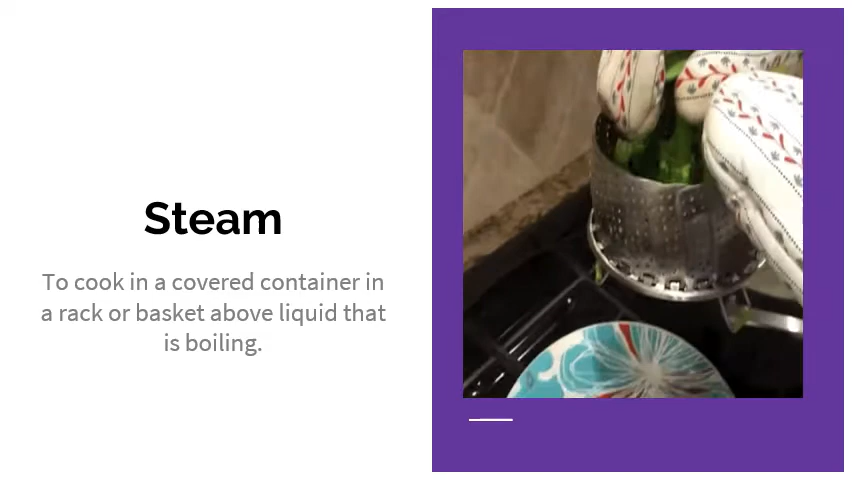 Steam
To cook in a covered container in
a rack or basket above liquid that
is boiling.